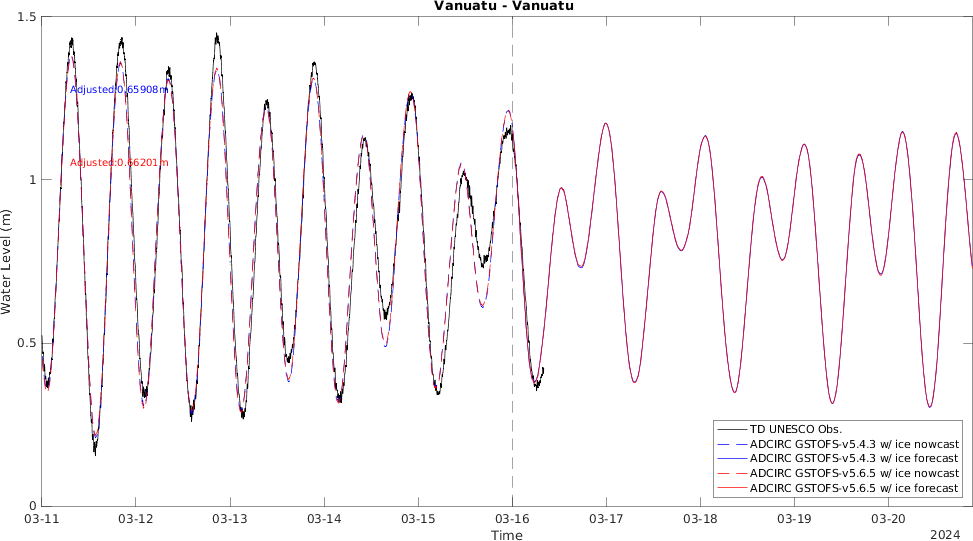 Vanuatu - Vanuatu
1.5
Adjusted:0.65908m
Adjusted:0.66201m
1
Water Level (m)
0.5
TD UNESCO Obs.
ADCIRC GSTOFS-v5.4.3 w/ ice nowcast
ADCIRC GSTOFS-v5.4.3 w/ ice forecast
ADCIRC GSTOFS-v5.6.5 w/ ice nowcast
ADCIRC GSTOFS-v5.6.5 w/ ice forecast
0
03-11 03-12 03-13 03-14 03-15 03-16 03-17 03-18 03-19 03-20
Time
2024